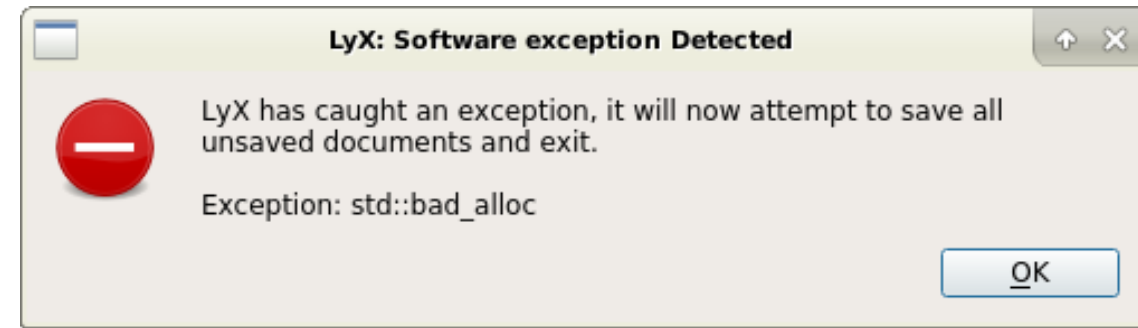 LyX: Software exception Detected
LyX has caught an exception, it will now attempt to save all
unsaved documents and exit.
Exception: std::bad_alloc
OK